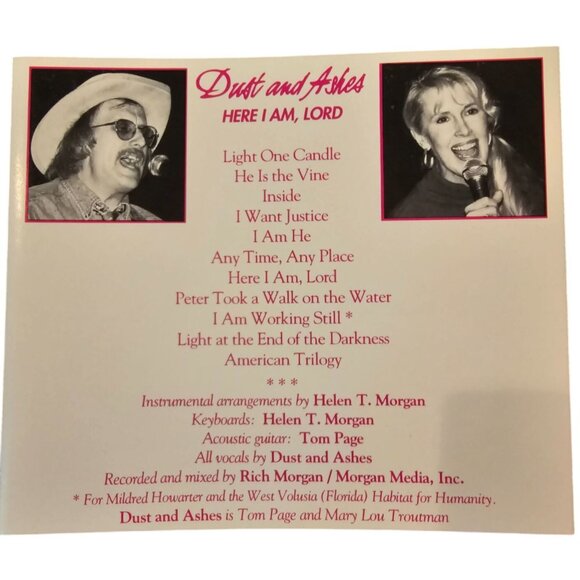 Dust and Ashes
HERE I AM, LORD
Light One Candle
He Is the Vine
Inside
I Want Justice
I Am He
Any Time, Any Place
Here I Am, Lord
Peter Took a Walk on the Water
I Am Working Still *
Light at the End of the Darkness
American Trilogy
* * *
Instrumental arrangements by Helen T. Morgan
Keyboards: Helen T. Morgan
Acoustic guitar: Tom Page
All vocals by Dust and Ashes
Recorded and mixed by Rich Morgan / Morgan Media, Inc.
* For Mildred Howarter and the West Volusia (Florida) Habitat for Humanity.
Dust and Ashes is Tom Page and Mary Lou Troutman